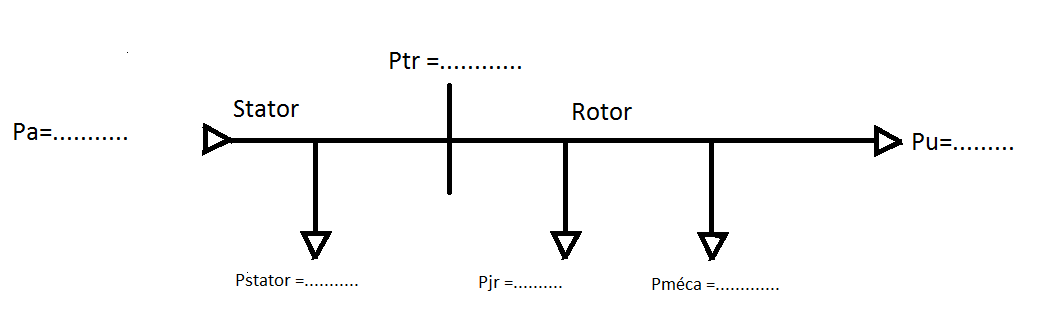 Ptr =............
Stator
Rotor
Pa=...........
Pu=.........
Pstator =...........
Pjr =..........
Pméca =.............